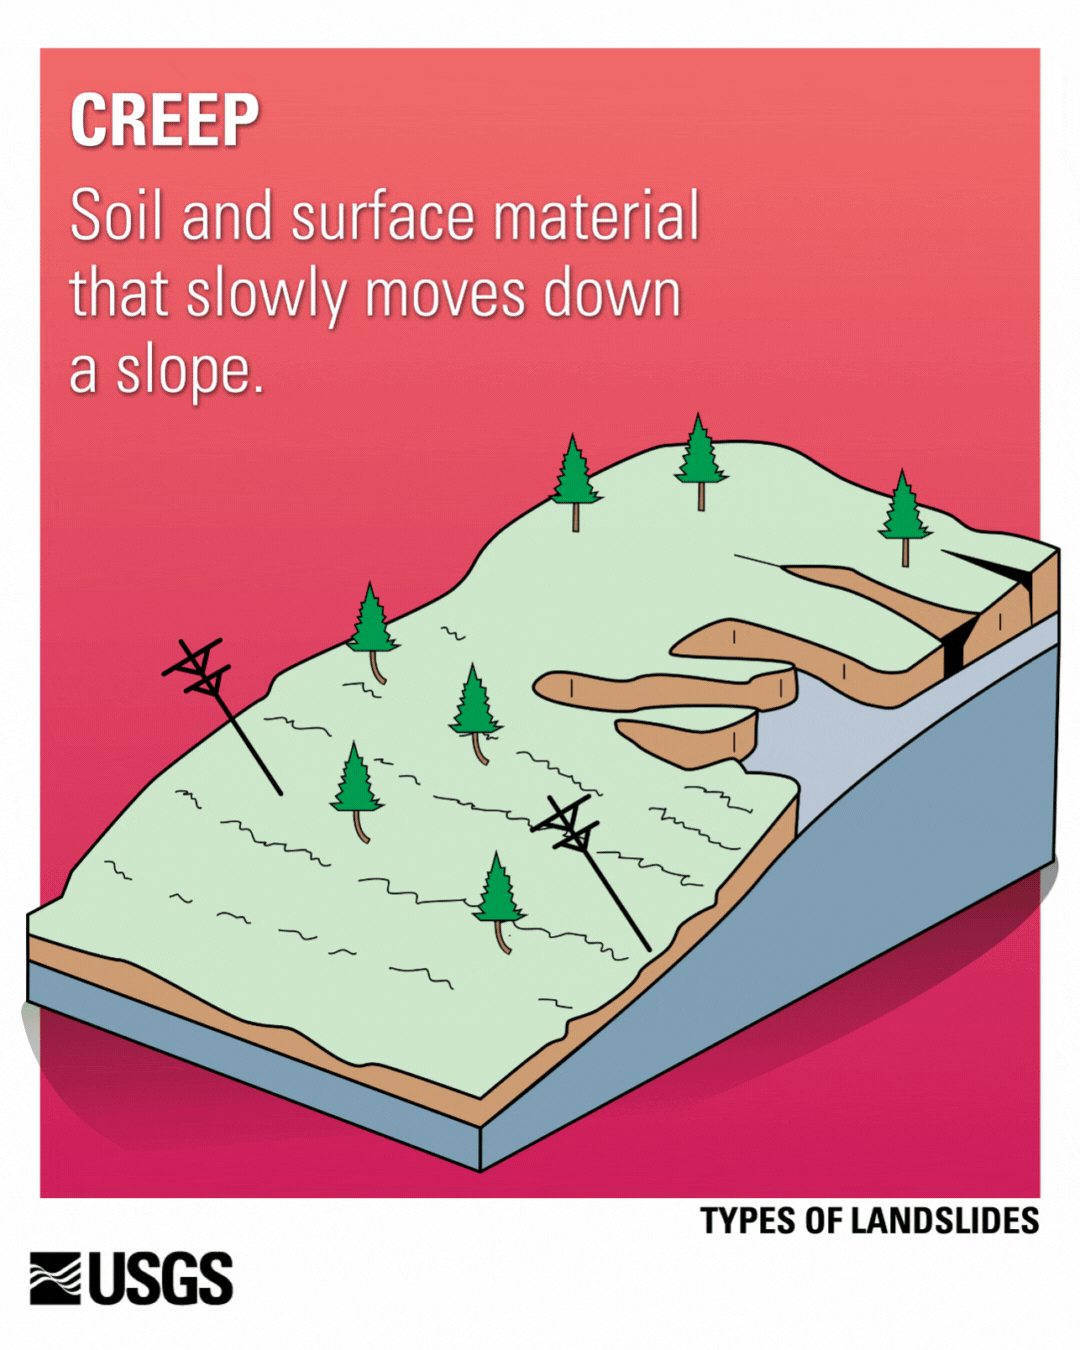 CREEP
Soil and surface material
that slowly moves down
a slope.
TYPES OF LANDSLIDES
USGS